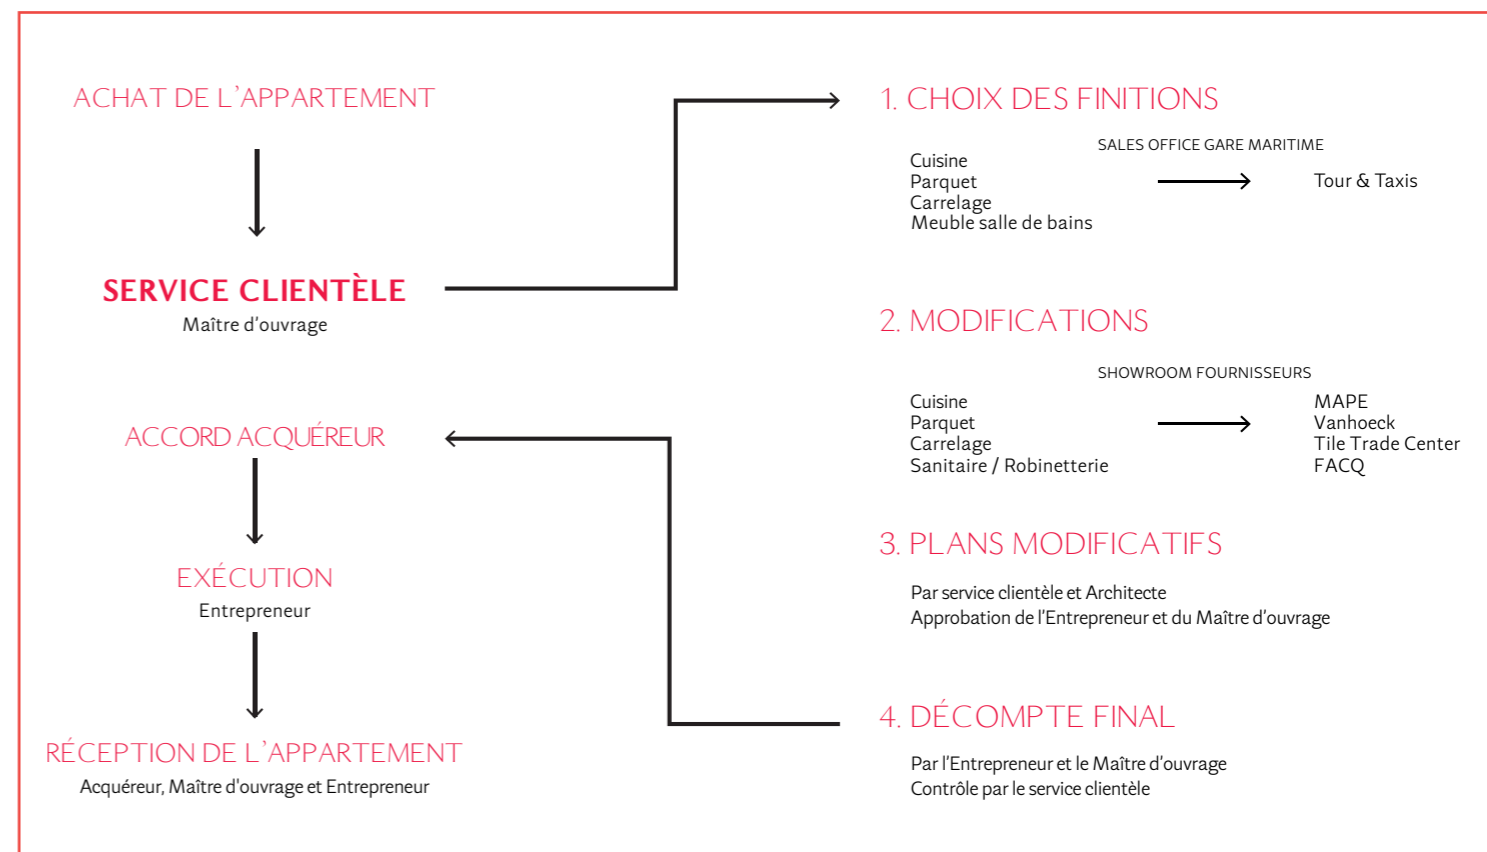 ACHAT DE L'APPARTEMENT
SERVICE CLIENTÈLE
Maître d'ouvrage
ACCORD ACQUÉREUR
EXÉCUTION
Entrepreneur
RÉCEPTION DE L'APPARTEMENT
Acquéreur, Maître d'ouvrage et Entrepreneur
1. CHOIX DES FINITIONS
SALES OFFICE GARE MARITIME
Cuisine
Parquet
Carrelage
Meuble salle de bains
Tour & Taxis
2. MODIFICATIONS
SHOWROOM FOURNISSEURS
Cuisine
Parquet
Carrelage
Sanitaire / Robinetterie
MAPE
Vanhoeck
Tile Trade Center
FACQ
3. PLANS MODIFICATIFS
Par service clientèle et Architecte
Approbation de l'Entrepreneur et du Maître d'ouvrage
4. DÉCOMPTE FINAL
Par l'Entrepreneur et le Maître d'ouvrage
Contrôle par le service clientèle